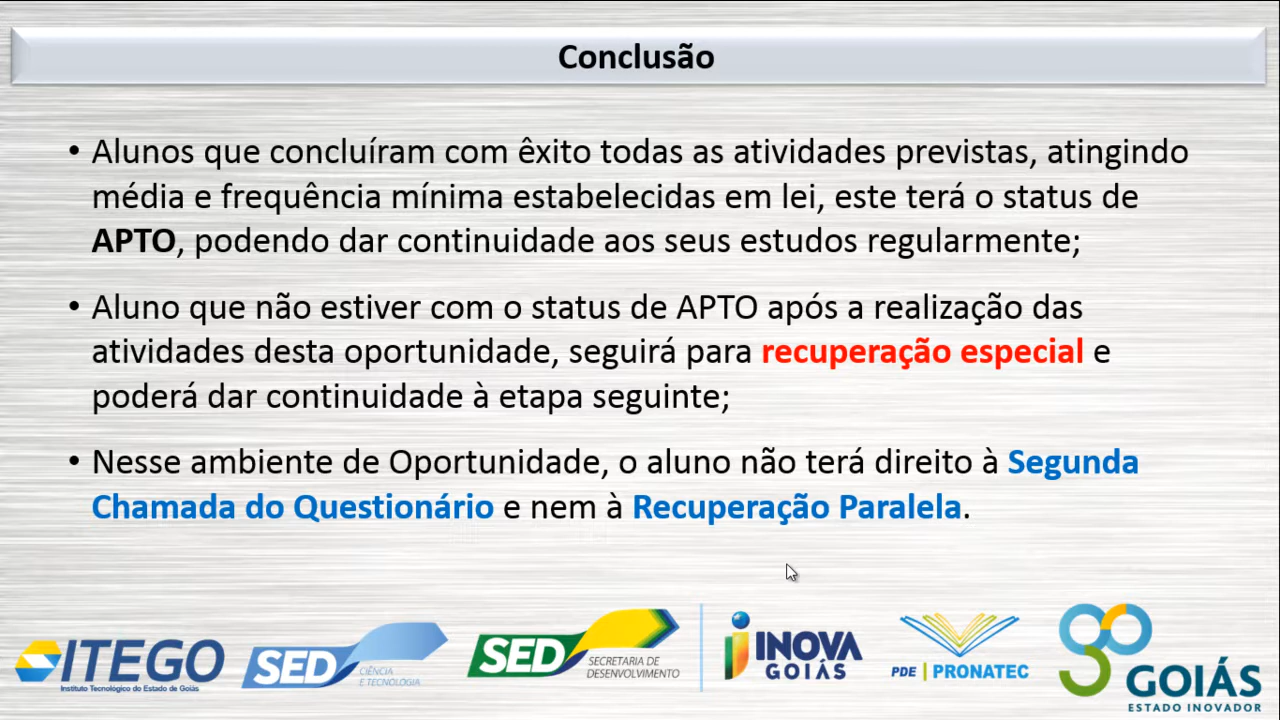 Conclusão
• Alunos que concluíram com êxito todas as atividades previstas, atingindo
média e frequência mínima estabelecidas em lei, este terá o status de
APTO, podendo dar continuidade aos seus estudos regularmente;
• Aluno que não estiver com o status de APTO após a realização das
atividades desta oportunidade, seguirá para recuperação especial e
poderá dar continuidade à etapa seguinte;
• Nesse ambiente de Oportunidade, o aluno não terá direito à Segunda
Chamada do Questionário e nem à Recuperação Paralela.
ITEGO
Instituto Tecnológico do Estado de Goiás
SED
CIÊNCIA
E TECNOLOGIA
SED
SECRETARIA DE
DESENVOLVIMENTO
INOVA
GOIÁS
PDE | PRONATEC
GOIÁS
ESTADO INOVADOR